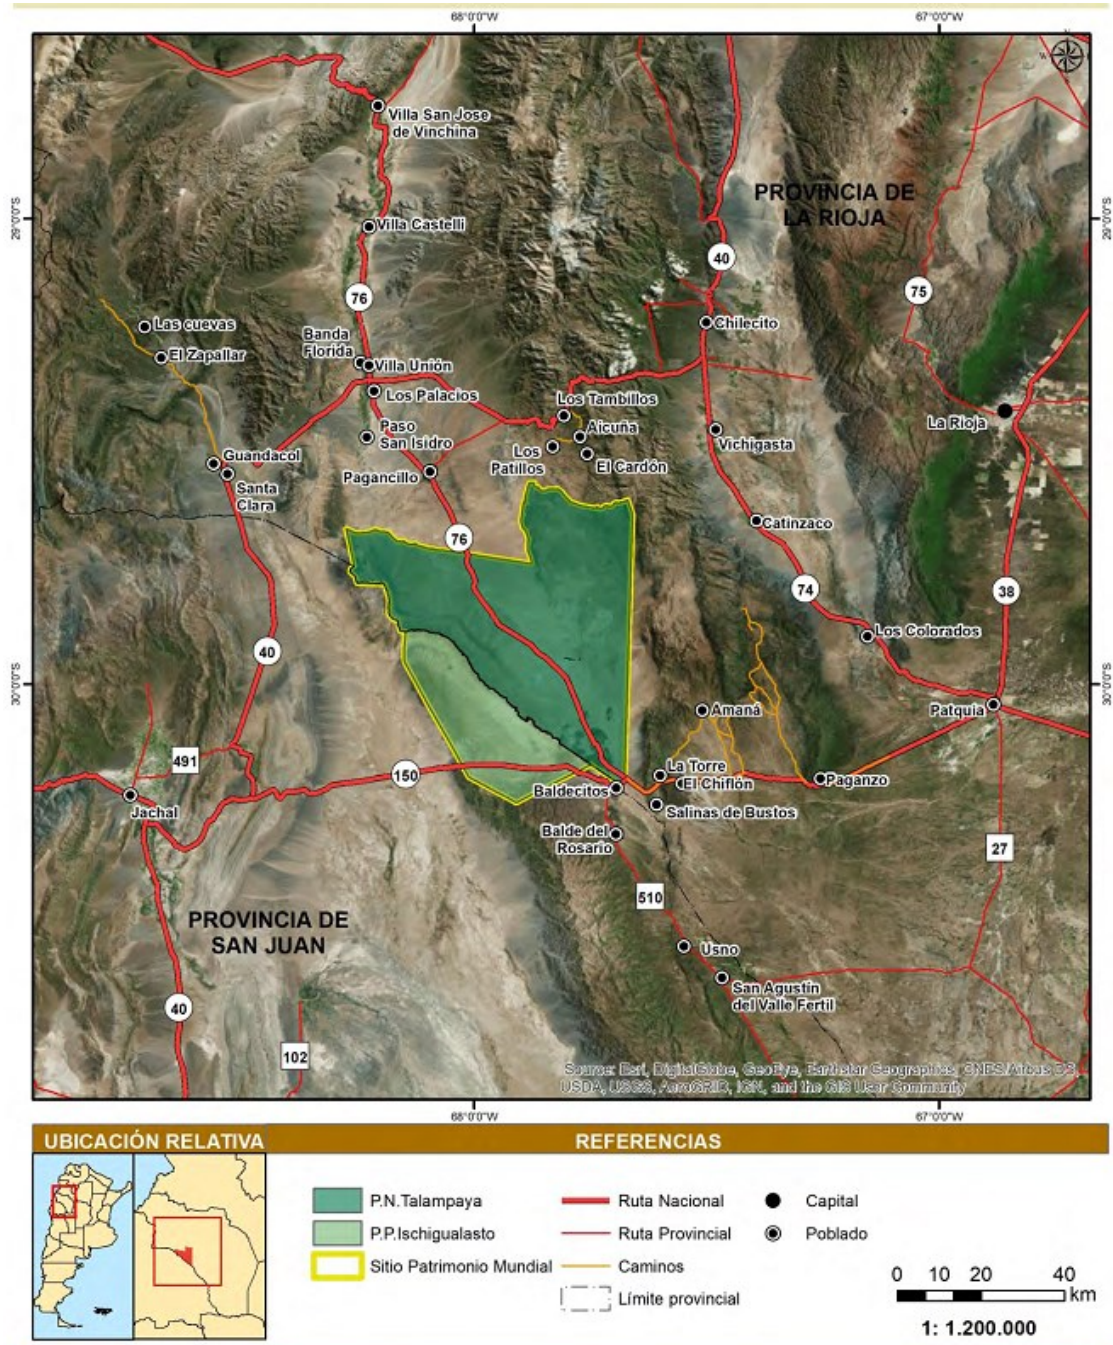 68°0'0"W
67°0'0"W
N
W
Villa San Jose
de Vinchina
PROVINCIA DE
LA RIOJA
29°0'0"S
29°0'0"S
Villa Castelli
40
75
76
Las cuevas
Chilecito
El Zapallar
Banda
Florida
Villa Unión
Los Palacios
Los Tambillos
La Rioja
Paso
San Isidro
Aicuña
Vichigasta
Los
Patillos
El Cardón
Guandacol
Pagancillo
Santa
Clara
Catinzaco
76
74
38
Los Colorados
40
30°0'0"S
30°0'0"S
Amaná
Patquia
491
150
La Torre
El Chiflón
Paganzo
Baldecitos
Jachal
Salinas de Bustos
Balde del
Rosario
27
510
PROVINCIA DE
SAN JUAN
Usno
San Agustin
del Valle Fertil
40
102
Source: Esri, DigitalGlobe, GeoEye, Earthstar Geographics, CNES/Airbus DS,
USDA, USGS, AeroGRID, IGN, and the GIS User Community
68°0'0"W
67°0'0"W
UBICACIÓN RELATIVA
REFERENCIAS
P.N.Talampaya
Ruta Nacional
Capital
P.P.Ischigualasto
Ruta Provincial
Poblado
Sitio Patrimonio Mundial
Caminos
Límite provincial
0 10 20 40
km
1: 1.200.000